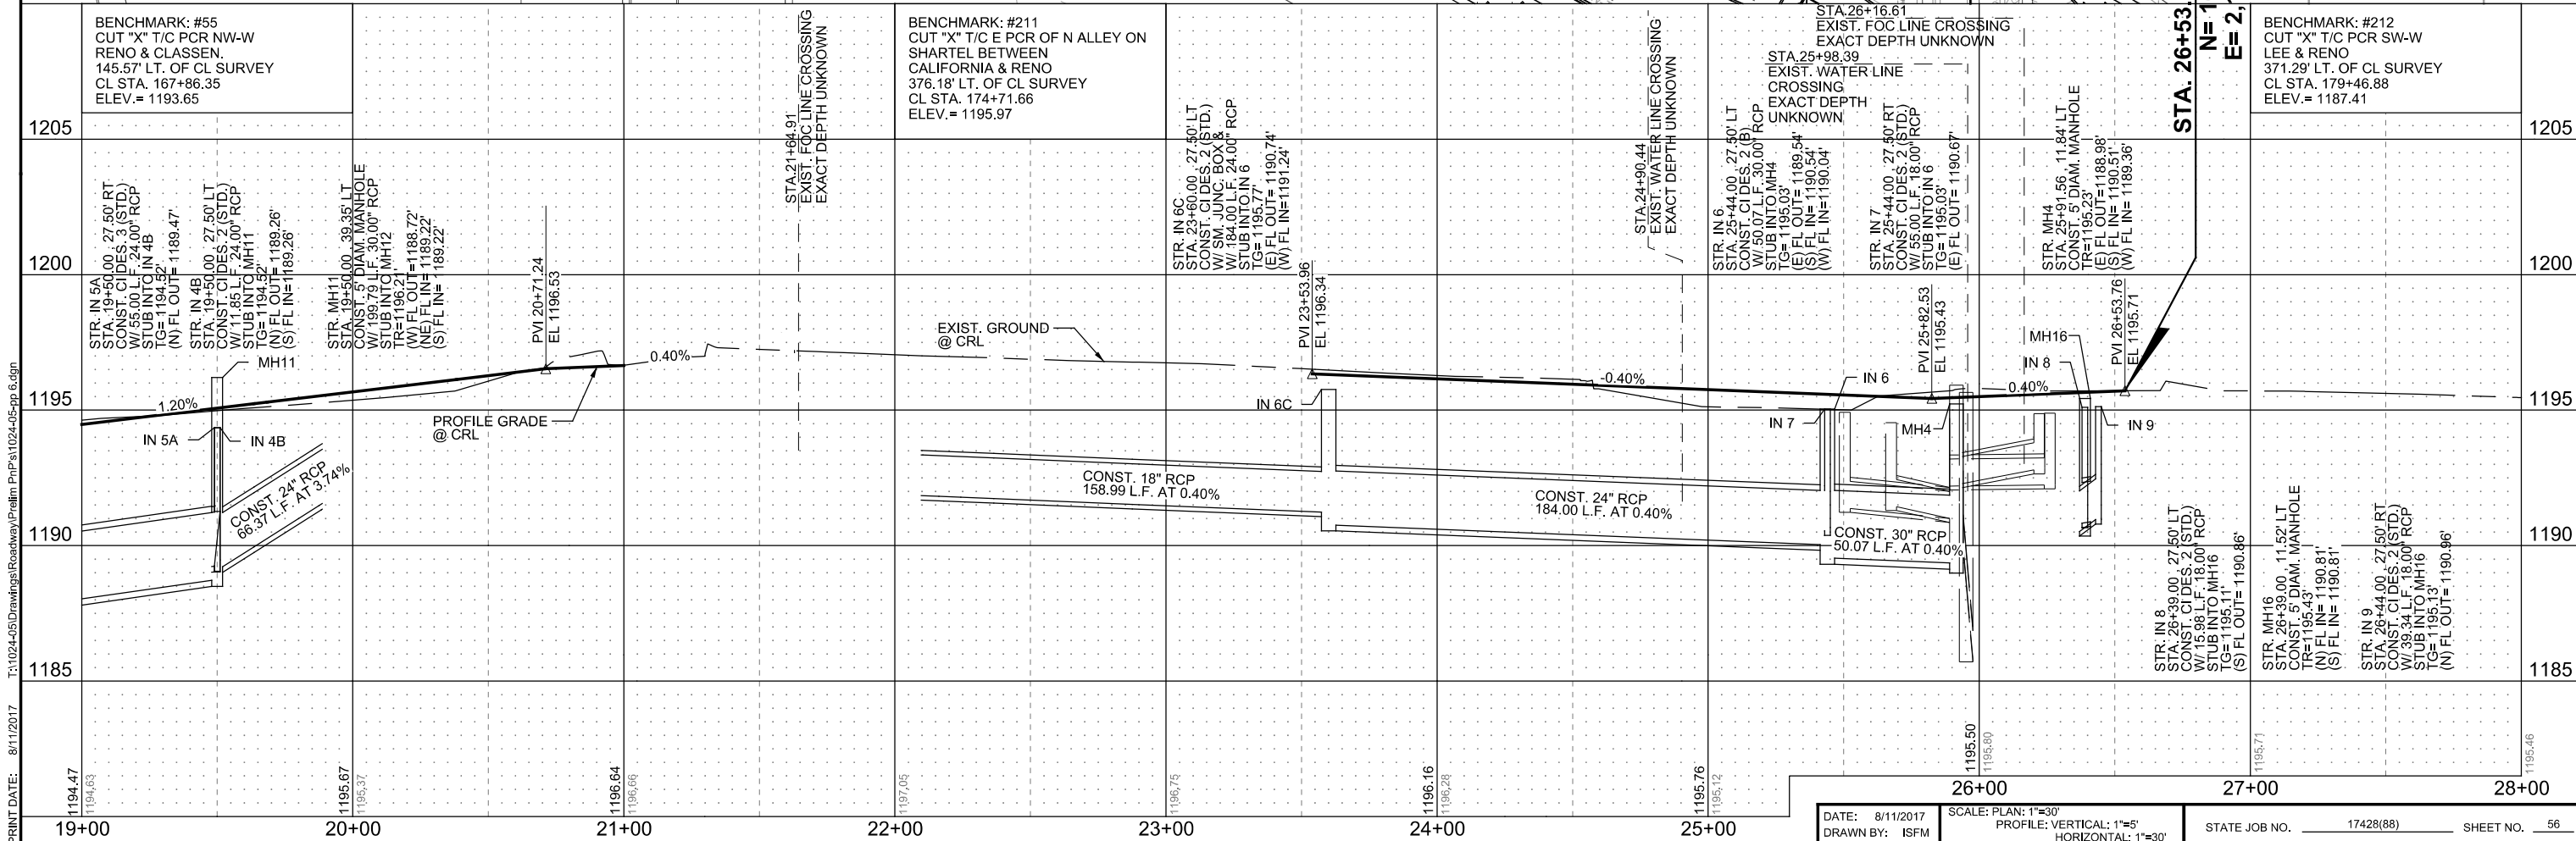 BENCHMARK: #55
CUT "X" T/C PCR NW-W
RENO & CLASSEN.
145.57' LT. OF CL SURVEY
CL STA. 167+86.35
ELEV.= 1193.65
BENCHMARK: #211
CUT "X" T/C E PCR OF N ALLEY ON
SHARTEL BETWEEN
CALIFORNIA & RENO
376.18' LT. OF CL SURVEY
CL STA. 174+71.66
ELEV.= 1195.97
BENCHMARK: #212
CUT "X" T/C PCR SW-W
LEE & RENO
371.29' LT. OF CL SURVEY
CL STA. 179+46.88
ELEV.= 1187.41
STA. 26+53.
N= 1
E= 2,
STA.21+64.91
EXIST. FOC LINE CROSSING
EXACT DEPTH UNKNOWN
STA.24+90.44
EXIST. WATER LINE CROSSING
EXACT DEPTH UNKNOWN
STA.26+16.61
EXIST. FOC LINE CROSSING
EXACT DEPTH UNKNOWN
STA.25+98.39
EXIST. WATER LINE
CROSSING
EXACT DEPTH
UNKNOWN
1205
1205
1200
1200
1195
1195
1190
1190
1185
1185
STR. IN 5A
STA. 19+50.00 , 27.50' RT
CONST. CI DES. 3 (STD.)
W/ 55.00 L.F. 24.00" RCP
STUB INTO IN 4B
TG= 1194.52'
(N) FL OUT= 1189.47'
STR. IN 4B
STA. 19+50.00 , 27.50' LT
CONST. CI DES. 2 (STD.)
W/ 11.85 L.F. 24.00" RCP
STUB INTO MH11
TG= 1194.52'
(N) FL OUT= 1189.26'
(S) FL IN=1189.26'
STR. MH11
STA. 19+50.00 , 39.35' LT
CONST. 5' DIAM. MANHOLE
W/ 199.79 L.F. 30.00" RCP
STUB INTO MH12
TR=1196.21'
(W) FL OUT=1188.72'
(NE) FL IN= 1189.22'
(S) FL IN= 1189.22'
PVI 20+71.24
EL 1196.53
STR. IN 6C
STA. 23+60.00 , 27.50' LT
CONST. CI DES. 2 (STD.)
W/ SM. JUNC. BOX &
W/ 184.00 L.F. 24.00" RCP
STUB INTO IN 6
TG= 1195.77'
(E) FL OUT= 1190.74'
(W) FL IN=1191.24'
PVI 23+53.96
EL 1196.34
STR. IN 6
STA. 25+44.00 , 27.50' LT
CONST. CI DES. 2 (B)
W/ 50.07 L.F. 30.00" RCP
STUB INTO MH4
TG= 1195.03'
(E) FL OUT= 1189.54'
(S) FL IN= 1190.54'
(W) FL IN=1190.04'
STR. IN 7
STA. 25+44.00 , 27.50' RT
CONST. CI DES. 2 (STD.)
W/ 55.00 L.F. 18.00" RCP
STUB INTO IN 6
TG= 1195.03'
(E) FL OUT= 1190.67'
PVI 25+82.53
EL 1195.43
STR. MH4
STA. 25+91.56 , 11.84' LT
CONST. 5' DIAM. MANHOLE
TR=1195.23'
(E) FL OUT=1188.98'
(S) FL IN= 1190.51'
(W) FL IN= 1189.36'
PVI 26+53.76
EL 1195.71
MH11
1.20%
IN 5A
IN 4B
CONST. 24" RCP
66.37 L.F. AT 3.74%
PROFILE GRADE
@ CRL
0.40%
EXIST. GROUND
@ CRL
IN 6C
-0.40%
CONST. 18" RCP
158.99 L.F. AT 0.40%
CONST. 24" RCP
184.00 L.F. AT 0.40%
CONST. 30" RCP
50.07 L.F. AT 0.40%
IN 6
IN 7
MH4
0.40%
MH16
IN 8
IN 9
STR. IN 8
STA. 26+39.00 , 27.50' LT
CONST. CI DES. 2 (STD.)
W/ 15.98 L.F. 18.00" RCP
STUB INTO MH16
TG= 1195.11'
(S) FL OUT= 1190.86'
STR. MH16
STA. 26+39.00 , 11.52' LT
CONST. 5' DIAM. MANHOLE
TR=1195.43'
(N) FL IN= 1190.81'
(S) FL IN= 1190.81'
STR. IN 9
STA. 26+44.00 , 27.50' RT
CONST. CI DES. 2 (STD.)
W/ 39.34 L.F. 18.00" RCP
STUB INTO MH16
TG= 1195.13'
(N) FL OUT= 1190.96'
1194.47
1194.63
1195.67
1195.37
1196.64
1196.66
1197.05
1196.75
1196.16
1196.28
1195.76
1195.12
1195.50
1195.80
1195.71
1195.46
19+00
20+00
21+00
22+00
23+00
24+00
25+00
26+00
27+00
28+00
PRINT DATE: 8/11/2017 T:\1024-05\Drawings\Roadway\Prelim PnP's\1024-05-pp 6.dgn
DATE: 8/11/2017
DRAWN BY: ISFM
SCALE: PLAN: 1"=30'
PROFILE: VERTICAL: 1"=5'
HORIZONTAL: 1"=30'
STATE JOB NO. 17428(88)
SHEET NO. 56